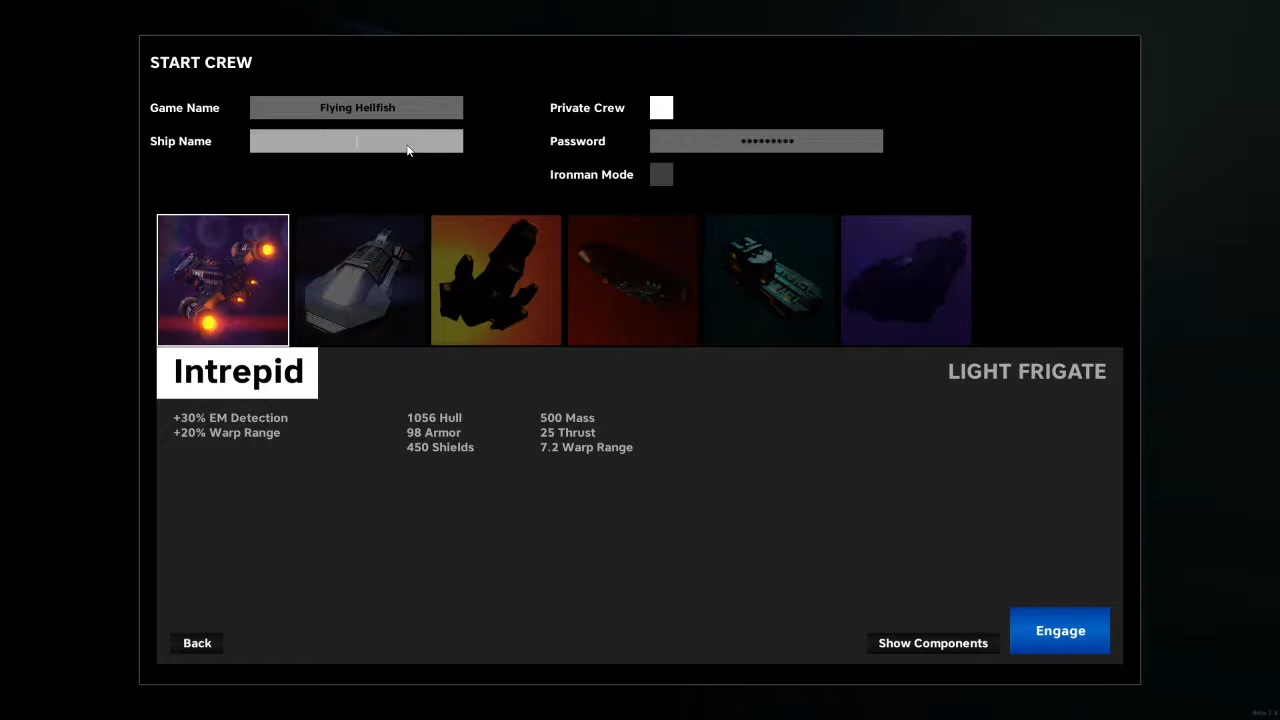 START CREW
Game Name Flying Hellfish Private Crew
Ship Name Password *********
Ironman Mode
Intrepid LIGHT FRIGATE
+30% EM Detection 1056 Hull 500 Mass
+20% Warp Range 98 Armor 25 Thrust
450 Shields 7.2 Warp Range
Back Show Components Engage